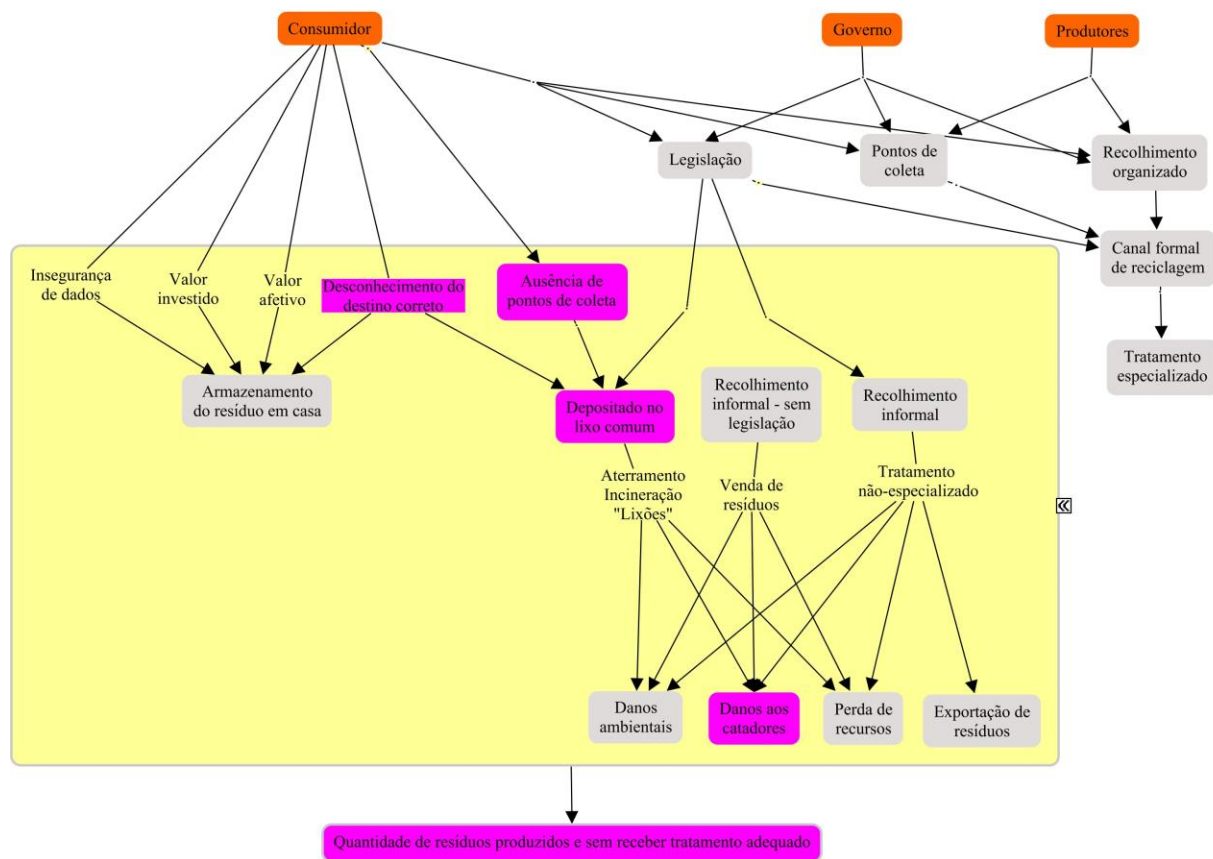 Consumidor
Governo
Produtores
Legislação
Pontos de
coleta
Recolhimento
organizado
Canal formal
de reciclagem
Tratamento
especializado
Insegurança
de dados
Valor
investido
Valor
afetivo
Desconhecimento do
destino correto
Ausência de
pontos de coleta
Armazenamento
do resíduo em casa
Depositado no
lixo comum
Recolhimento
informal - sem
legislação
Recolhimento
informal
Aterramento
Incineração
"Lixões"
Venda de
resíduos
Tratamento
não-especializado
Danos
ambientais
Danos aos
catadores
Perda de
recursos
Exportação de
resíduos
Quantidade de resíduos produzidos e sem receber tratamento adequado